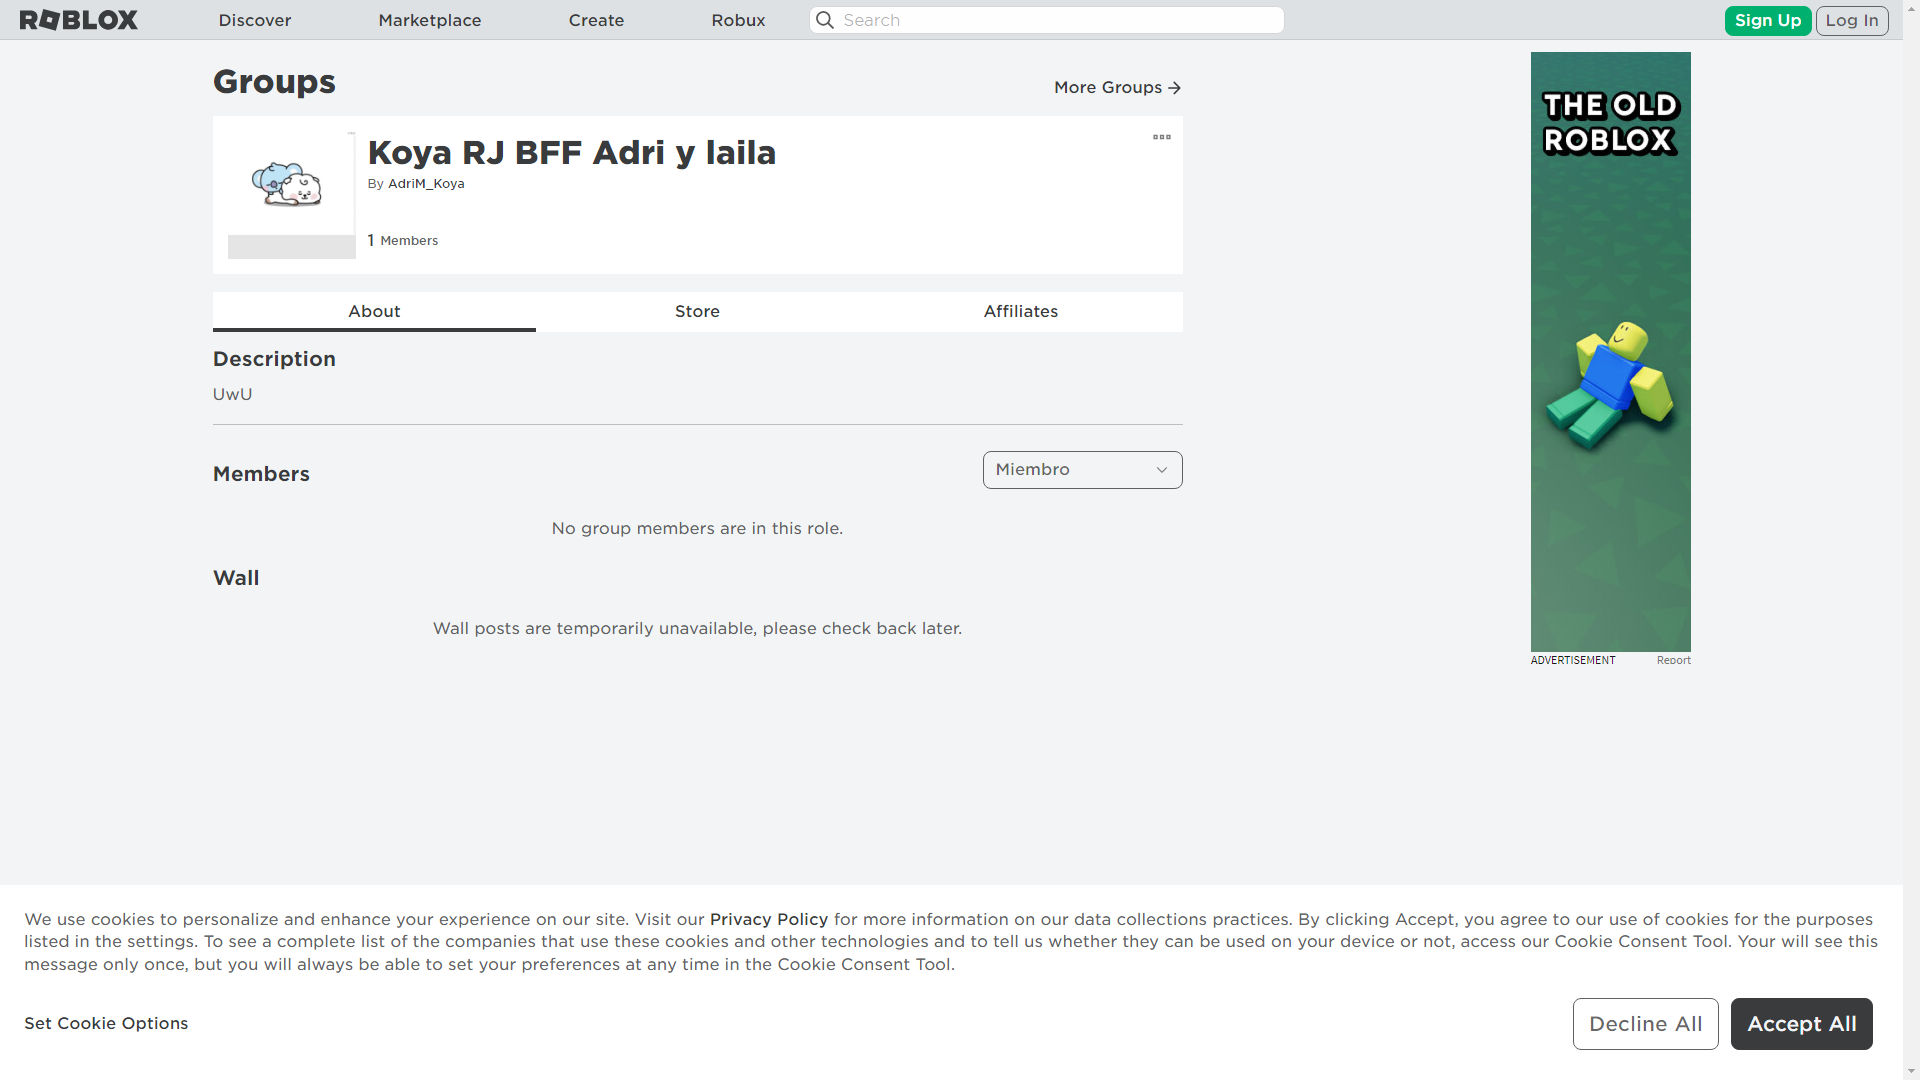 ROBLOX
Discover
Marketplace
Create
Robux
Search
Sign Up
Log In
Groups
More Groups
Koya RJ BFF Adri y laila
By AdriM_Koya
1 Members
About
Store
Affiliates
Description
UwU
Members
Miembro
No group members are in this role.
Wall
Wall posts are temporarily unavailable, please check back later.
THE OLD
ROBLOX
ADVERTISEMENT
Report
We use cookies to personalize and enhance your experience on our site. Visit our Privacy Policy for more information on our data collections practices. By clicking Accept, you agree to our use of cookies for the purposes
listed in the settings. To see a complete list of the companies that use these cookies and other technologies and to tell us whether they can be used on your device or not, access our Cookie Consent Tool. Your will see this
message only once, but you will always be able to set your preferences at any time in the Cookie Consent Tool.
Set Cookie Options
Decline All
Accept All